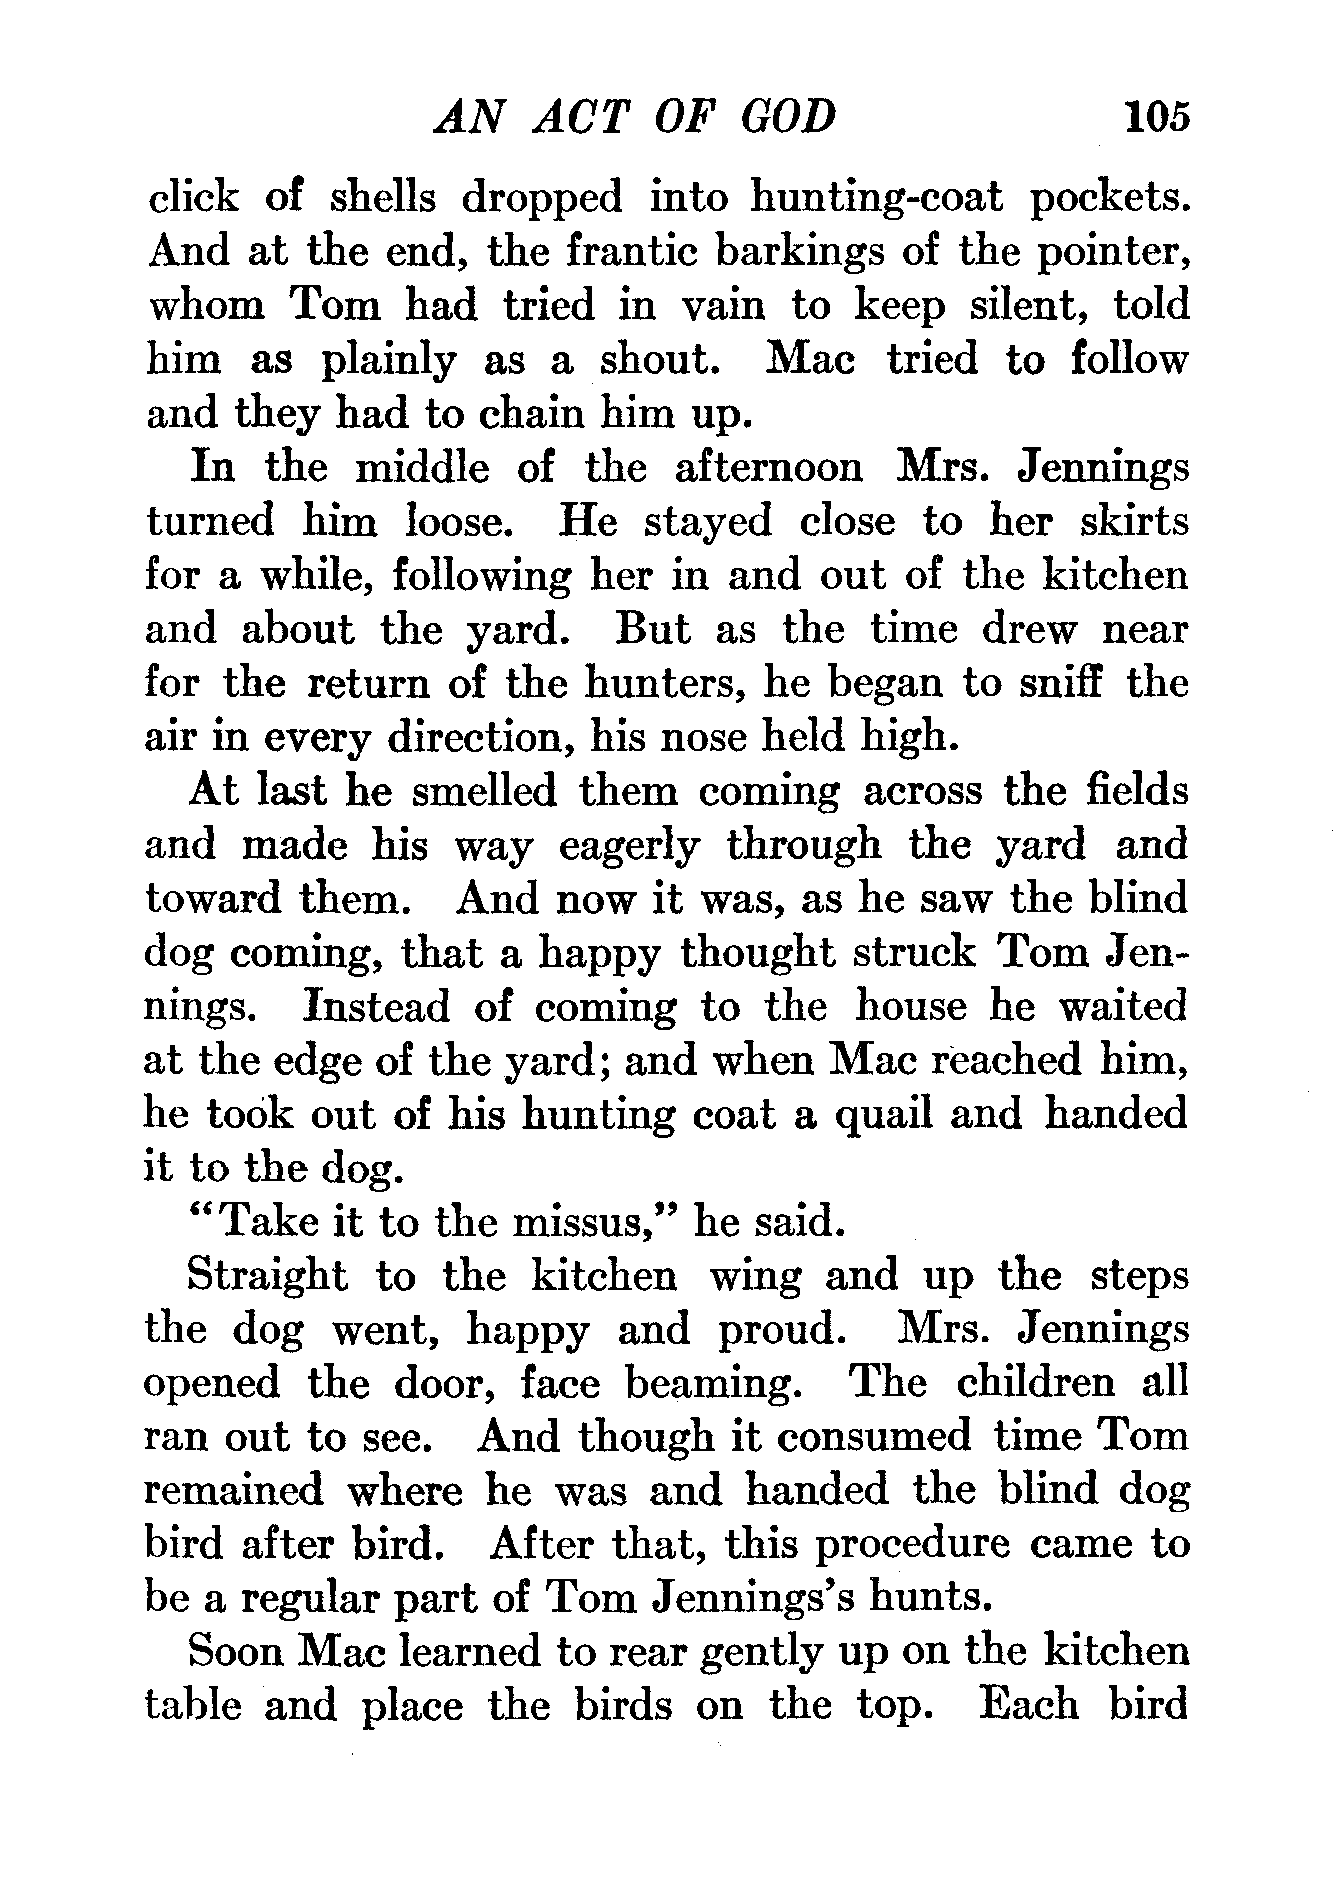 AN ACT OF GOD 105
click of shells dropped into hunting-coat pockets.
And at the end, the frantic barkings of the pointer,
whom Tom had tried in vain to keep silent, told
him as plainly as a shout. Mac tried to follow
and they had to chain him up.
In the middle of the afternoon Mrs. Jennings
turned him loose. He stayed close to her skirts
for a while, following her in and out of the kitchen
and about the yard. But as the time drew near
for the return of the hunters, he began to sniff the
air in every direction, his nose held high.
At last he smelled them coming across the fields
and made his way eagerly through the yard and
toward them. And now it was, as he saw the blind
dog coming, that a happy thought struck Tom Jen-
nings. Instead of coming to the house he waited
at the edge of the yard; and when Mac reached him,
he took out of his hunting coat a quail and handed
it to the dog.
“Take it to the missus,” he said.
Straight to the kitchen wing and up the steps
the dog went, happy and proud. Mrs. Jennings
opened the door, face beaming. The children all
ran out to see. And though it consumed time Tom
remained where he was and handed the blind dog
bird after bird. After that, this procedure came to
be a regular part of Tom Jennings's hunts.
Soon Mac learned to rear gently up on the kitchen
table and place the birds on the top. Each bird